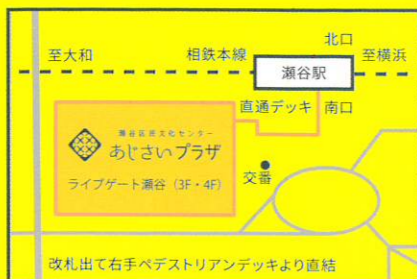 北口
至大和
相鉄本線
至横浜
瀬谷駅
直通デッキ
南口
瀬谷区民文化センター
あじさいプラザ
ライブゲート瀬谷(3F・4F)
交番
改札出て右手ペデストリアンデッキより直結